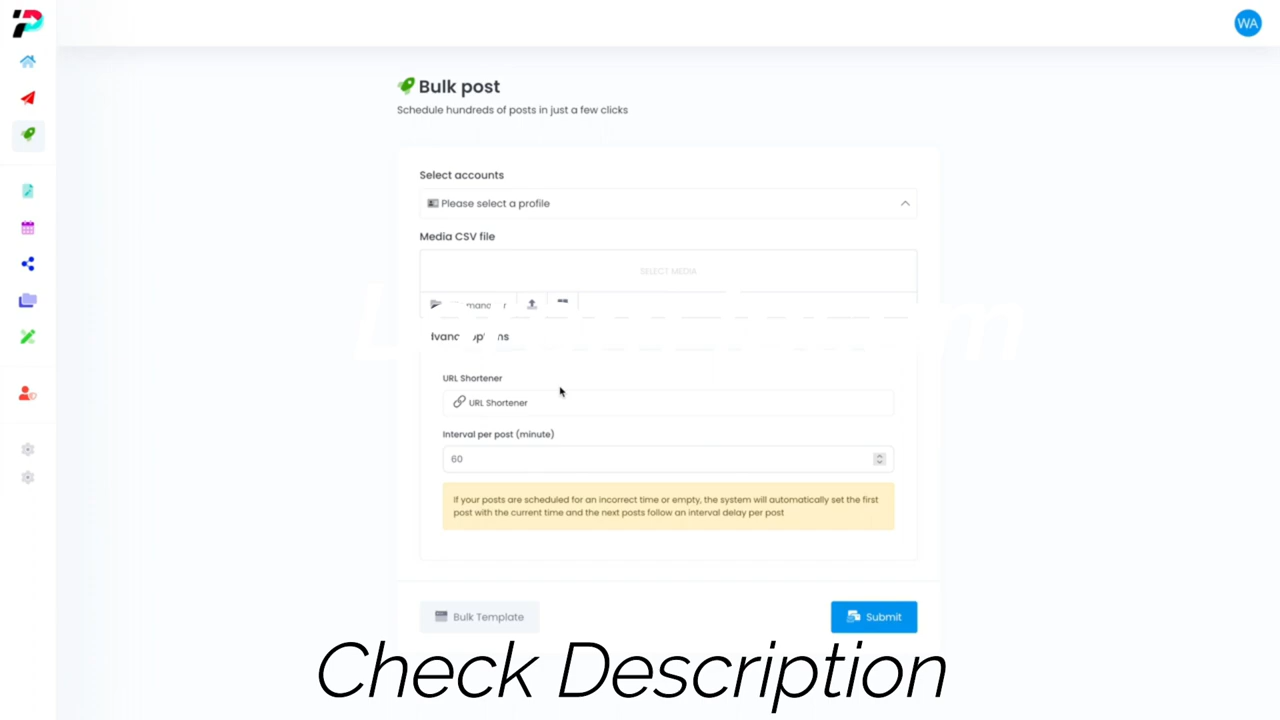 WA
Bulk post
Schedule hundreds of posts in just a few clicks
Select accounts
Please select a profile
Media CSV file
SELECT MEDIA
URL Shortener
URL Shortener
Interval per post (minute)
60
If your posts are scheduled for an incorrect time or empty, the system will automatically set the first
post with the current time and the next posts follow an interval delay per post
Bulk Template
Submit
Check Description